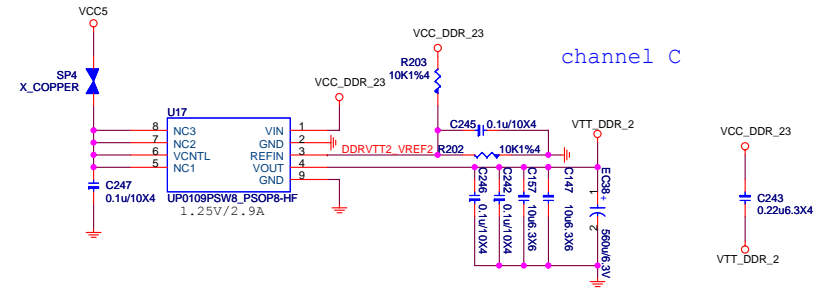 VCC5
VCC_DDR_23
channel C
R203
10K1%4
SP4
X_COPPER
VCC_DDR_23
U17
C245
0.1u/10X4
VTT_DDR_2
VCC_DDR_23
8 NC3 VIN 1
7 NC2 GND 2
6 VCNTL REFIN 3
DDRVTT2_VREF2
R202
10K1%4
5 NC1 VOUT 4
GND 9
C247
0.1u/10X4
UP0109PSW8_PSOP8-HF
1.25V/2.9A
C246
0.1u/10X4
C242
0.1u/10X4
C157
10u6.3X6
C147
10u6.3X6
EC38
1
+
2
560u/6.3V
C243
0.22u6.3X4
VTT_DDR_2